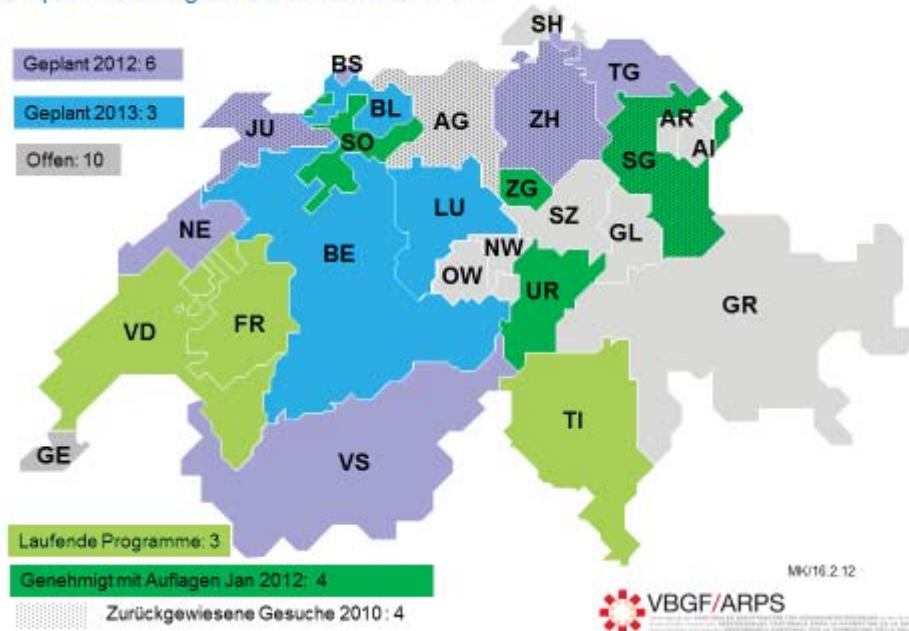 SH
Geplant 2012: 6
BS
TG
Geplant 2013: 3
BL
JU
AG
ZH
AR
SO
AI
Offen: 10
SG
ZG
LU
SZ
NE
NW
GL
BE
OW
UR
GR
VD
FR
TI
GE
VS
Laufende Programme: 3
Genehmigt mit Auflagen Jan 2012: 4
MK/16.2.12
Zurückgewiesene Gesuche 2010: 4
VBGF/ARPS